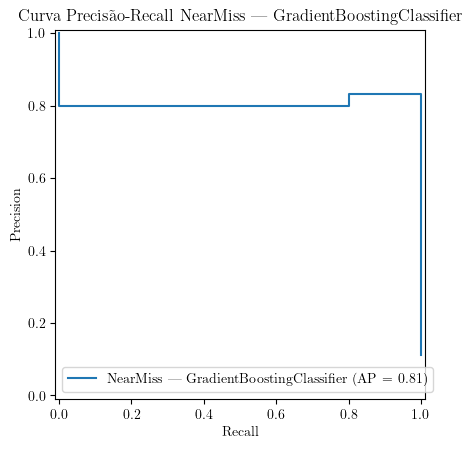 Curva Precisão-Recall NearMiss — GradientBoostingClassifier
1.0
0.8
0.6
0.4
0.2
0.0
Precision
NearMiss — GradientBoostingClassifier (AP = 0.81)
0.0 0.2 0.4 0.6 0.8 1.0
Recall